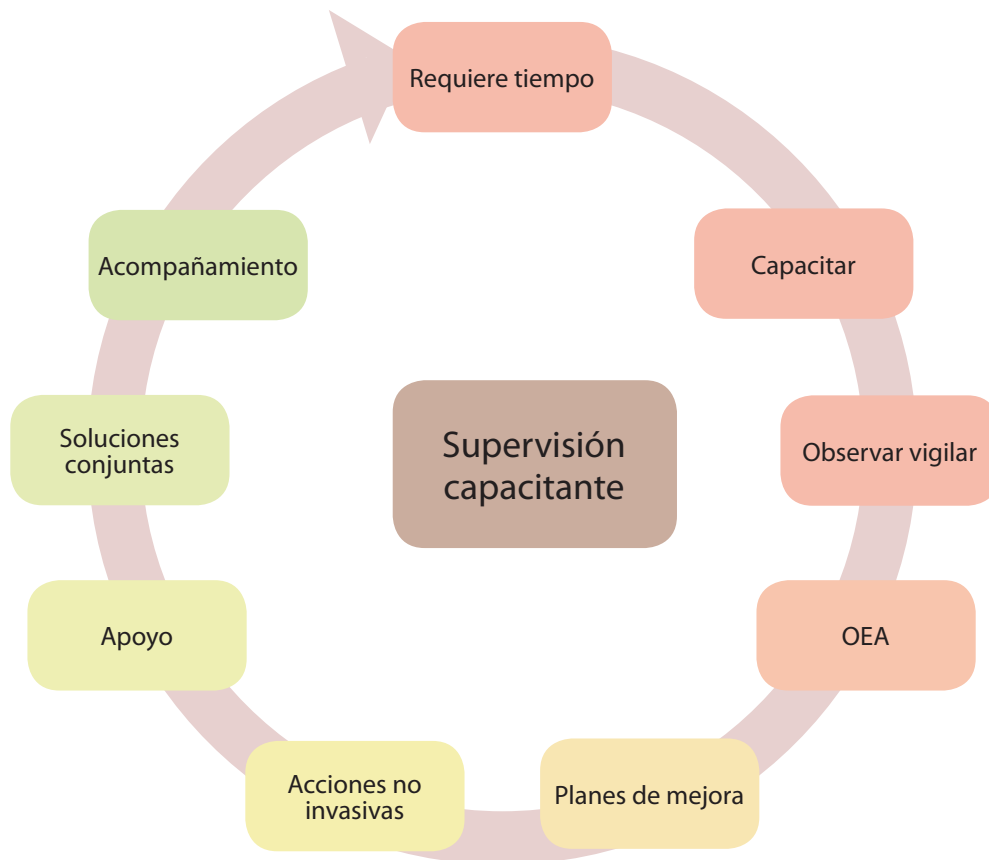 Requiere tiempo
Capacitar
Observar vigilar
OEA
Planes de mejora
Acciones no
invasivas
Apoyo
Soluciones
conjuntas
Acompañamiento
Supervisión
capacitante